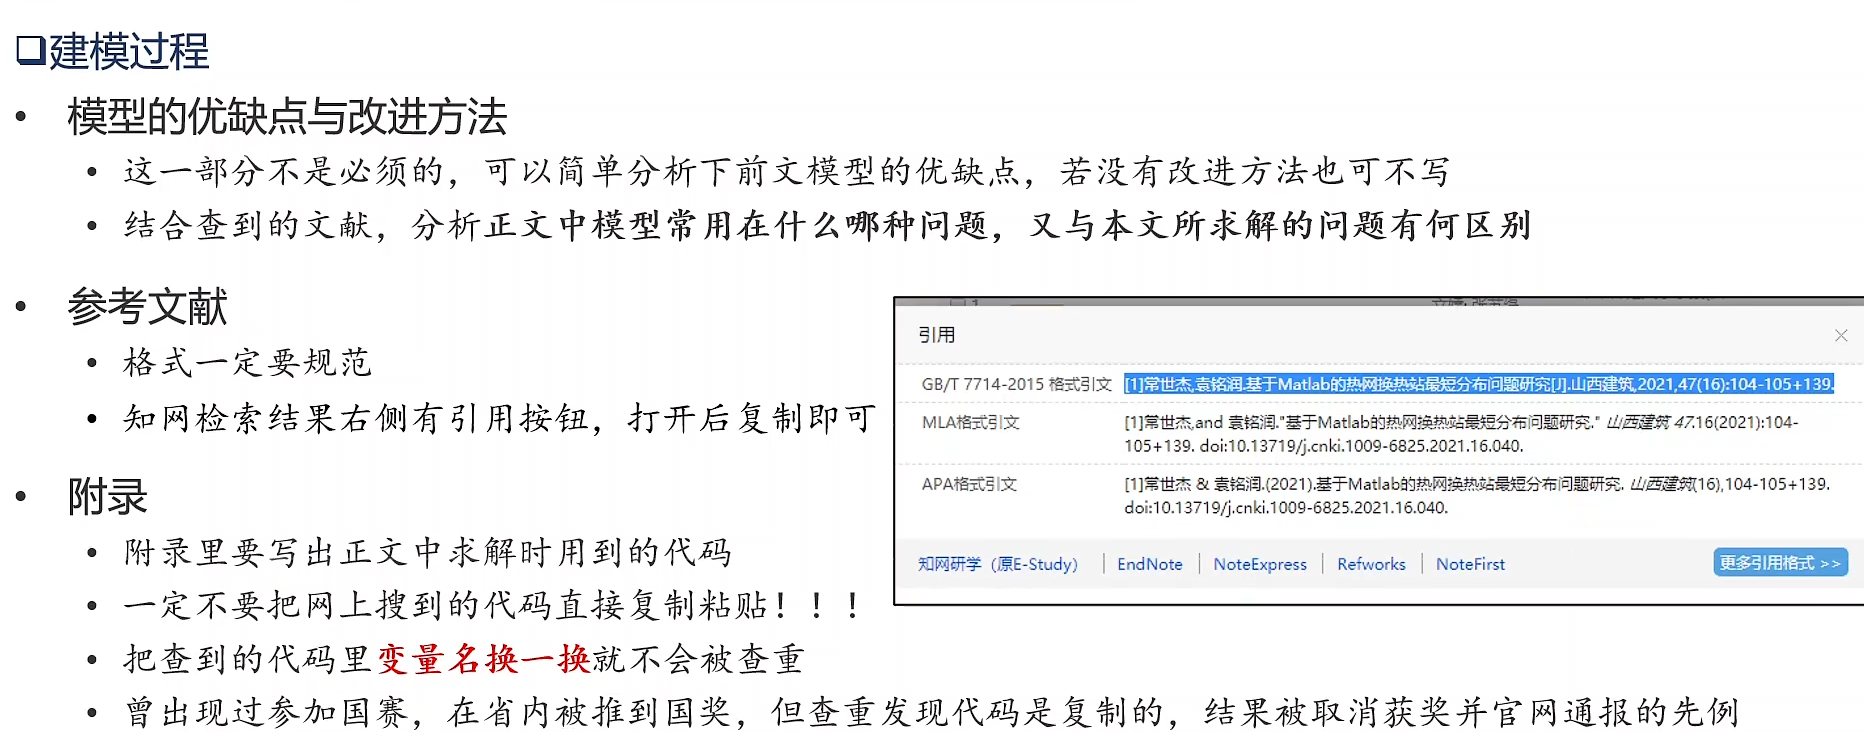 ❑建模过程
• 模型的优缺点与改进方法
• 这一部分不是必须的，可以简单分析下前文模型的优缺点，若没有改进方法也可不写
• 结合查到的文献，分析正文中模型常用在什么哪种问题，又与本文所求解的问题有何区别
• 参考文献
• 格式一定要规范
• 知网检索结果右侧有引用按钮，打开后复制即可
引用
GB/T 7714-2015 格式引文 [1]常世杰,袁铭润.基于Matlab的热网换热站最短分布问题研究[J].山西建筑,2021,47(16):104-105+139.
MLA格式引文 [1]常世杰,and 袁铭润."基于Matlab的热网换热站最短分布问题研究." 山西建筑 47.16(2021):104-
105+139. doi:10.13719/j.cnki.1009-6825.2021.16.040.
APA格式引文 [1]常世杰 & 袁铭润.(2021).基于Matlab的热网换热站最短分布问题研究. 山西建筑(16),104-105+139.
doi:10.13719/j.cnki.1009-6825.2021.16.040.
知网研学（原E-Study） EndNote NoteExpress Refworks NoteFirst 更多引用格式 >>
• 附录
• 附录里要写出正文中求解时用到的代码
• 一定不要把网上搜到的代码直接复制粘贴！！！
• 把查到的代码里变量名换一换就不会被查重
• 曾出现过参加国赛，在省内被推到国奖，但查重发现代码是复制的，结果被取消获奖并官网通报的先例